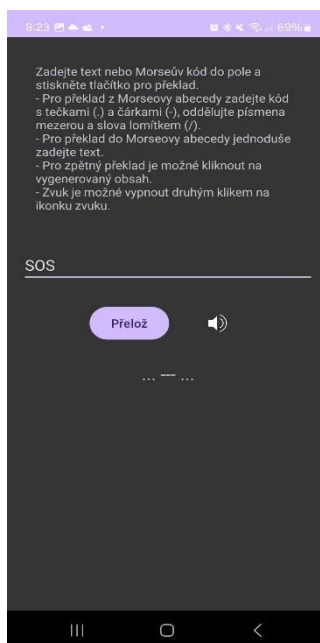 8:23 69%
Zadejte text nebo Morseův kód do pole a
stiskněte tlačítko pro překlad.
- Pro překlad z Morseovy abecedy zadejte kód
s tečkami (.) a čárkami (-), oddělujte písmena
mezerou a slova lomítkem (/).
- Pro překlad do Morseovy abecedy jednoduše
zadejte text.
- Pro zpětný překlad je možné kliknout na
vygenerovaný obsah.
- Zvuk je možné vypnout druhým klikem na
ikonku zvuku.
SOS
Přelož
... --- ...